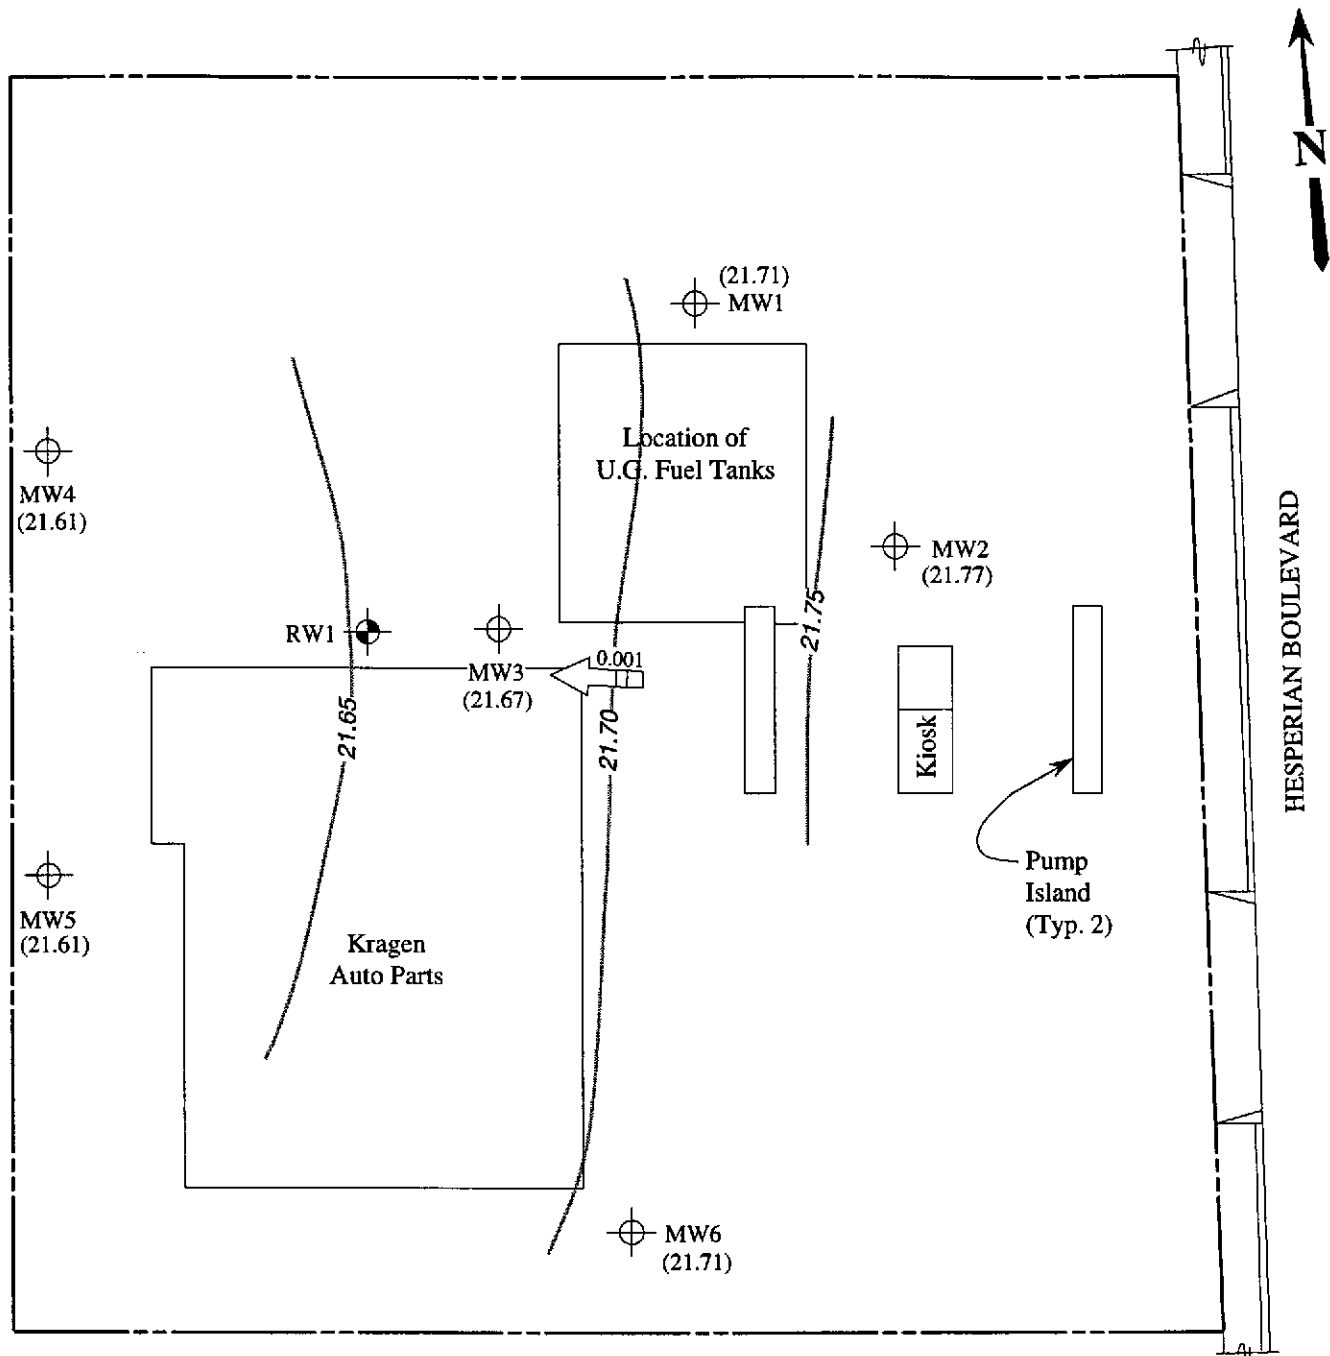 N
(21.71)
MW1
Location of
U.G. Fuel Tanks
MW4
(21.61)
MW2
(21.77)
HESPERIAN BOULEVARD
21.75
RW1
MW3
(21.67)
0.001
21.65
21.70
Kiosk
Pump
Island
(Typ. 2)
MW5
(21.61)
Kragen
Auto Parts
MW6
(21.71)